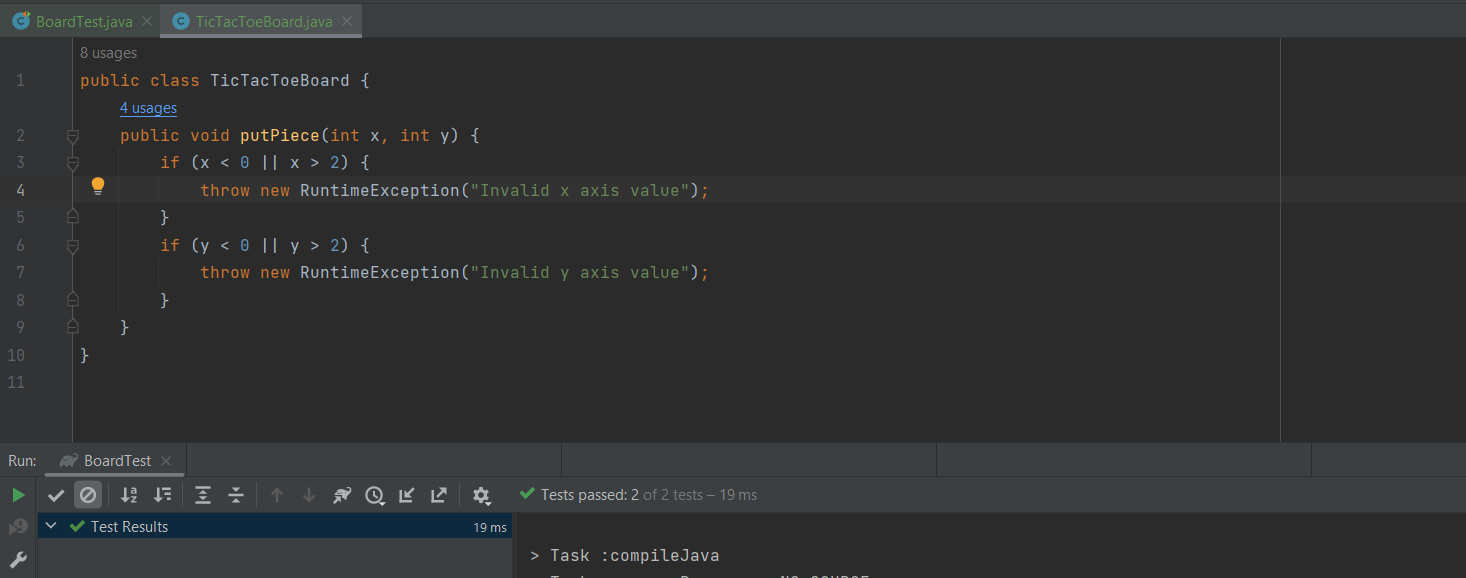 BoardTest.java TicTacToeBoard.java
8 usages
1 public class TicTacToeBoard {
4 usages
2 public void putPiece(int x, int y) {
3 if (x < 0 || x > 2) {
4 throw new RuntimeException("Invalid x axis value");
5 }
6 if (y < 0 || y > 2) {
7 throw new RuntimeException("Invalid y axis value");
8 }
9 }
10 }
11
Run: BoardTest
Tests passed: 2 of 2 tests – 19 ms
Test Results 19 ms
> Task :compileJava